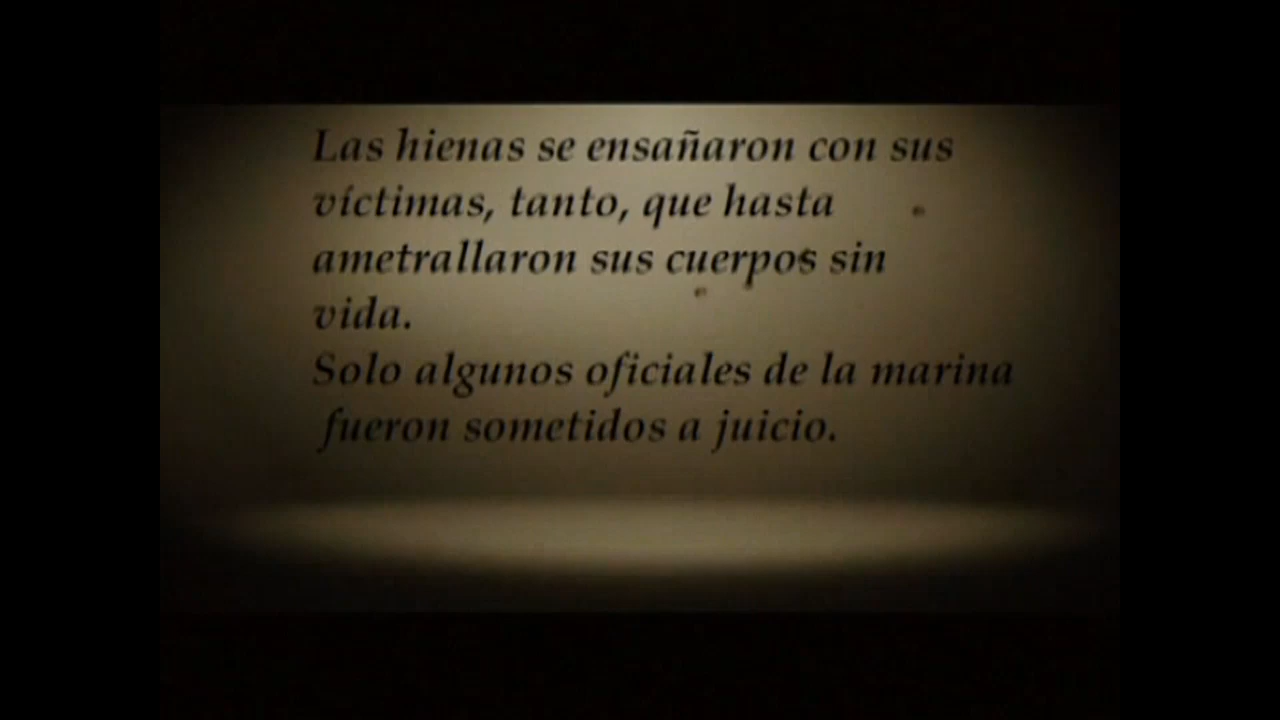 Las hienas se ensañaron con sus
víctimas, tanto, que hasta
ametrallaron sus cuerpos sin
vida.
Solo algunos oficiales de la marina
fueron sometidos a juicio.